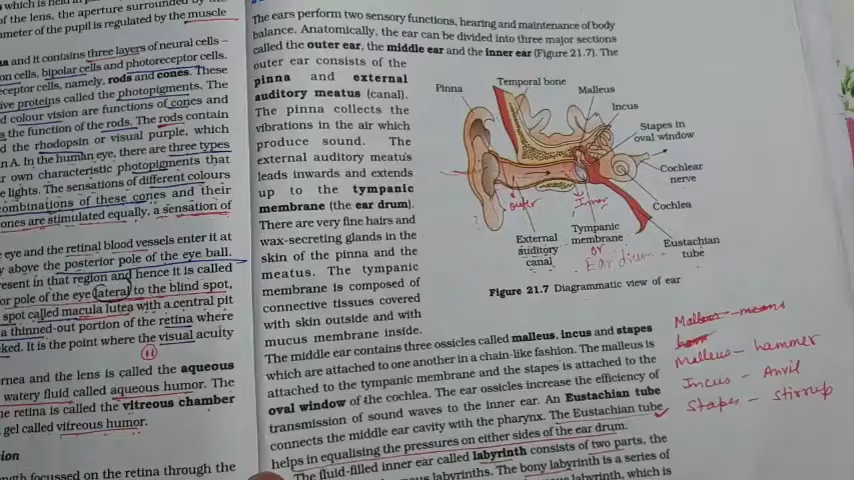 which is held in
of the lens, the aperture surrounded by the
ameter of the pupil is regulated by the muscle
and it contains three layers of neural cells –
on cells, bipolar cells and photoreceptor cells.
eceptor cells, namely, rods and cones. These
ive proteins called the photopigments. The
d colour vision are functions of cones and
s the function of the rods. The rods contain
d the rhodopsin or visual purple, which
n A. In the human eye, there are three types
r own characteristic photopigments that
e lights. The sensations of different colours
combinations of these cones and their
ones are stimulated equally, a sensation of
e eye and the retinal blood vessels enter it at
y above the posterior pole of the eye ball.
resent in that region and hence it is called
or pole of the eye lateral to the blind spot,
spot called macula lutea with a central pit
a thinned-out portion of the retina where
ked. It is the point where the visual acuity
rnea and the lens is called the aqueous
watery fluid called aqueous humor. The
e retina is called the vitreous chamber
gel called vitreous humor.
ion
ngth focussed on the retina through the
The ears perform two sensory functions, hearing and maintenance of body
balance. Anatomically, the ear can be divided into three major sections
called the outer ear, the middle ear and the inner ear (Figure 21.7). The
outer ear consists of the
pinna and external
auditory meatus (canal).
The pinna collects the
vibrations in the air which
produce sound. The
external auditory meatus
leads inwards and extends
up to the tympanic
membrane (the ear drum).
There are very fine hairs and
wax-secreting glands in the
skin of the pinna and the
meatus. The tympanic
membrane is composed of
connective tissues covered
with skin outside and with
mucus membrane inside.
Pinna
Temporal bone
Malleus
Incus
Stapes in
oval window
Cochlear
nerve
Cochlea
Eustachian
tube
outer
Inner
External
auditory
canal
Tympanic
membrane
or
Ear drum
Figure 21.7 Diagrammatic view of ear
The middle ear contains three ossicles called malleus, incus and stapes
which are attached to one another in a chain-like fashion. The malleus is
attached to the tympanic membrane and the stapes is attached to the
oval window of the cochlea. The ear ossicles increase the efficiency of
transmission of sound waves to the inner ear. An Eustachian tube
connects the middle ear cavity with the pharynx. The Eustachian tube
helps in equalising the pressures on either sides of the ear drum.
The fluid-filled inner ear called labyrinth consists of two parts, the
labyrinths. The bony labyrinth is a series of
labyrinth, which is
Malleus - means
Malleus - hammer
Incus - Anvil
Stapes - stirrup